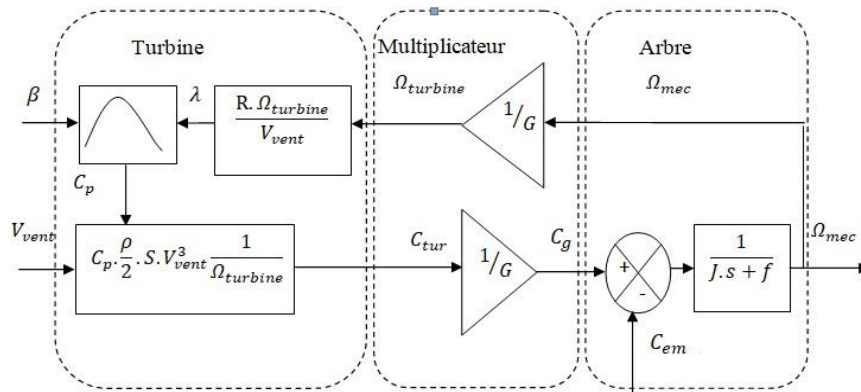 Turbine
Multiplicateur
Arbre
β
λ
R. Ω_turbine / V_vent
Ω_turbine
1/G
Ω_mec
C_p
V_vent
C_p. ρ/2 .S.V_vent^3 1/Ω_turbine
C_tur
1/G
C_g
+
-
1 / J.s + f
Ω_mec
C_em